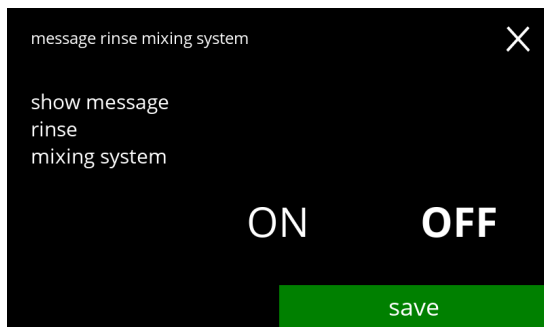 message rinse mixing system
show message
rinse
mixing system
ON OFF
save